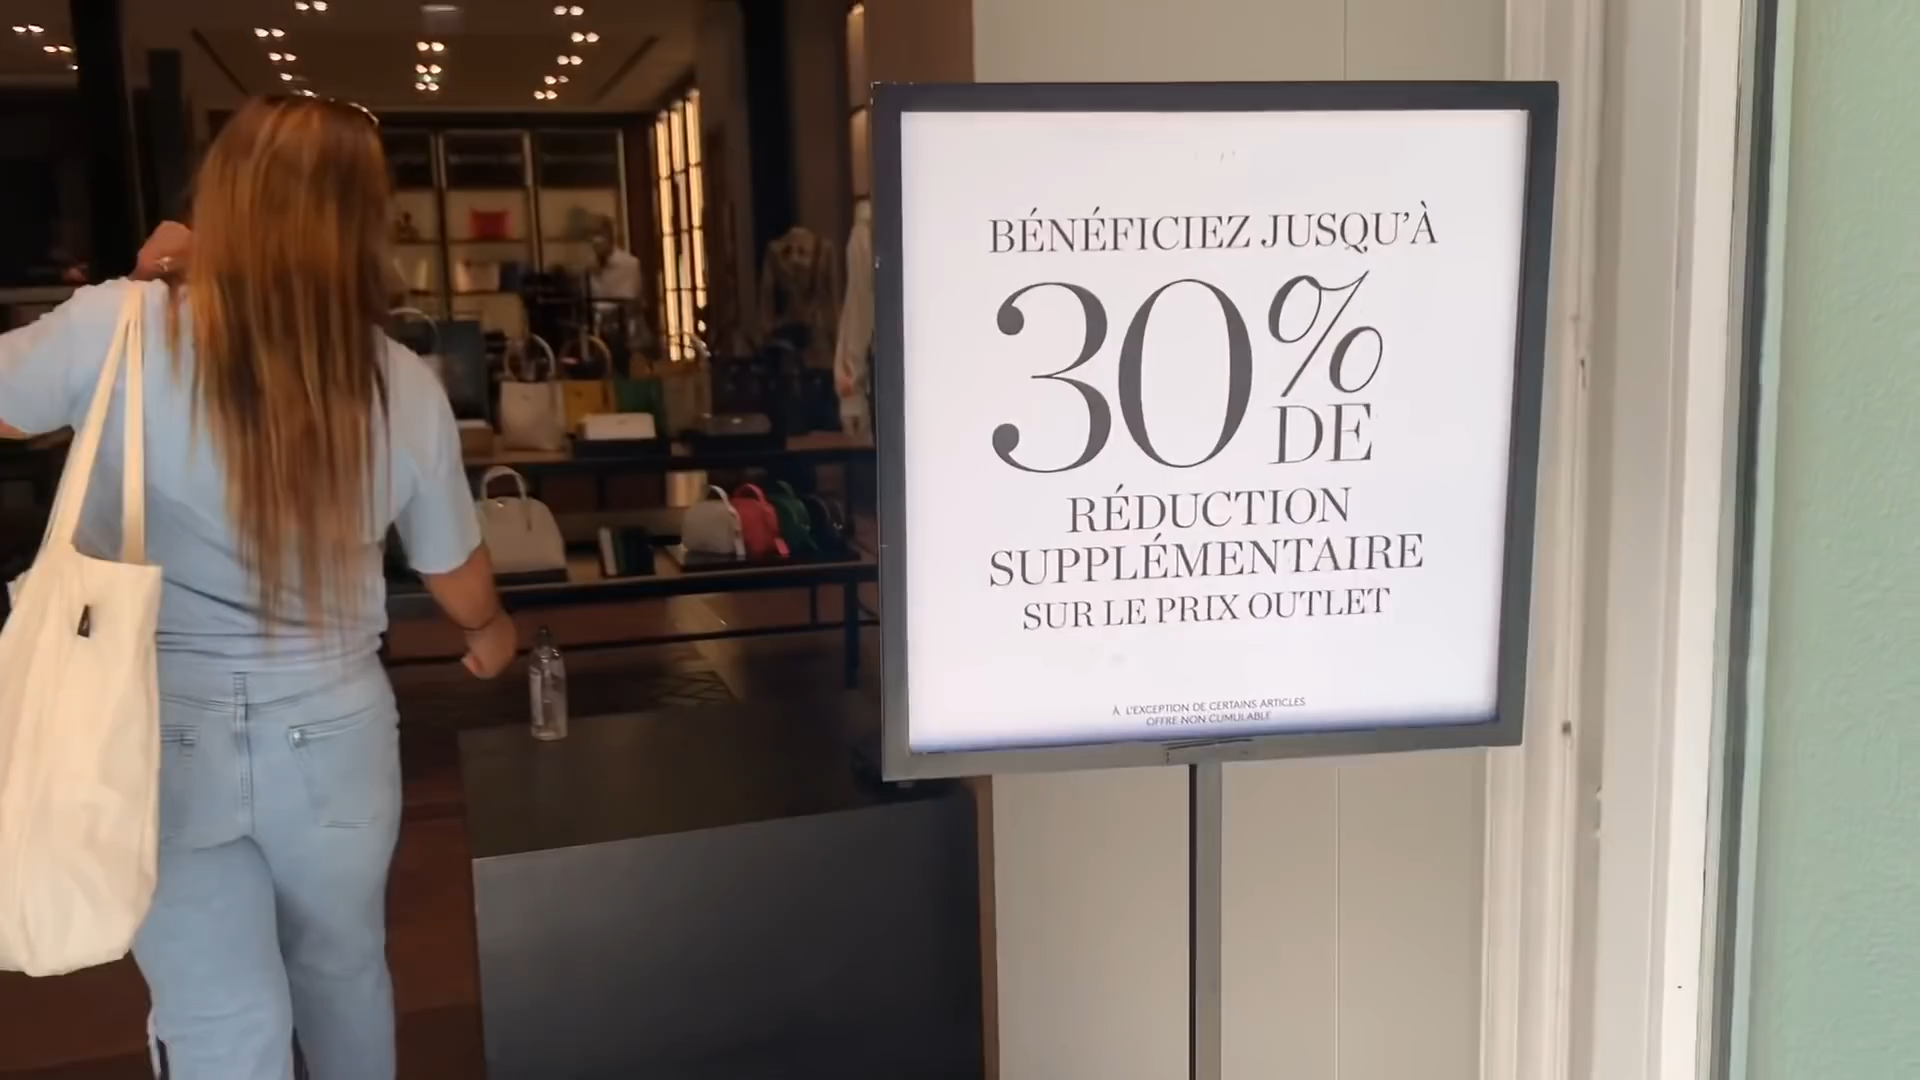 BÉNÉFICIEZ JUSQU'À
30%
DE
RÉDUCTION
SUPPLÉMENTAIRE
SUR LE PRIX OUTLET
À L'EXCEPTION DE CERTAINS ARTICLES
OFFRE NON CUMULABLE